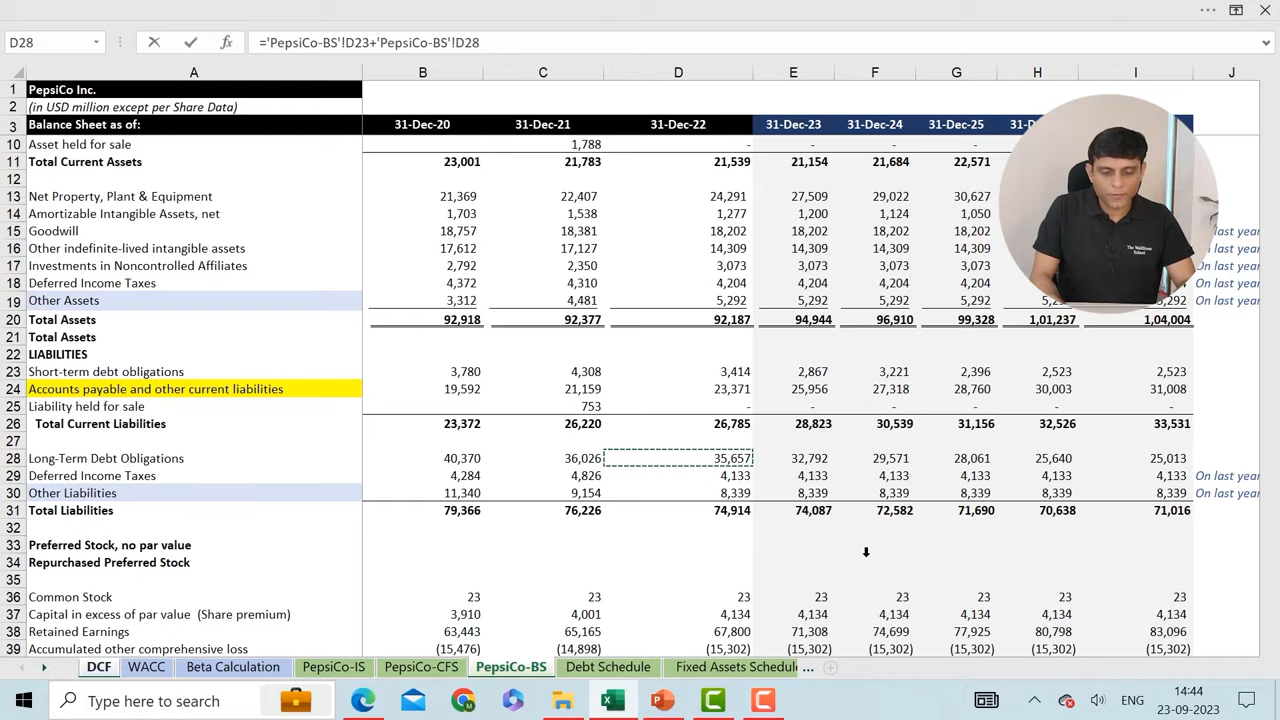 D28 ='PepsiCo-BS'!D23+'PepsiCo-BS'!D28
A B C D E F G H I J
1 PepsiCo Inc.
2 (in USD million except per Share Data)
3 Balance Sheet as of: 31-Dec-20 31-Dec-21 31-Dec-22 31-Dec-23 31-Dec-24 31-Dec-25
10 Asset held for sale 1,788 - - - -
11 Total Current Assets 23,001 21,783 21,539 21,154 21,684 22,571
12
13 Net Property, Plant & Equipment 21,369 22,407 24,291 27,509 29,022 30,627
14 Amortizable Intangible Assets, net 1,703 1,538 1,277 1,200 1,124 1,050
15 Goodwill 18,757 18,381 18,202 18,202 18,202 18,202 On last year
16 Other indefinite-lived intangible assets 17,612 17,127 14,309 14,309 14,309 14,309 On last year
17 Investments in Noncontrolled Affiliates 2,792 2,350 3,073 3,073 3,073 3,073 On last year
18 Deferred Income Taxes 4,372 4,310 4,204 4,204 4,204 4,204 On last year
19 Other Assets 3,312 4,481 5,292 5,292 5,292 5,292 On last year
20 Total Assets 92,918 92,377 92,187 94,944 96,910 99,328 1,01,237 1,04,004
21 Total Assets
22 LIABILITIES
23 Short-term debt obligations 3,780 4,308 3,414 2,867 3,221 2,396 2,523 2,523
24 Accounts payable and other current liabilities 19,592 21,159 23,371 25,956 27,318 28,760 30,003 31,008
25 Liability held for sale 753 - - - - - -
26 Total Current Liabilities 23,372 26,220 26,785 28,823 30,539 31,156 32,526 33,531
27
28 Long-Term Debt Obligations 40,370 36,026 35,657 32,792 29,571 28,061 25,640 25,013
29 Deferred Income Taxes 4,284 4,826 4,133 4,133 4,133 4,133 4,133 4,133 On last year
30 Other Liabilities 11,340 9,154 8,339 8,339 8,339 8,339 8,339 8,339 On last year
31 Total Liabilities 79,366 76,226 74,914 74,087 72,582 71,690 70,638 71,016
32
33 Preferred Stock, no par value
34 Repurchased Preferred Stock
35
36 Common Stock 23 23 23 23 23 23 23 23
37 Capital in excess of par value (Share premium) 3,910 4,001 4,134 4,134 4,134 4,134 4,134 4,134
38 Retained Earnings 63,443 65,165 67,800 71,308 74,699 77,925 80,798 83,096
39 Accumulated other comprehensive loss (15,476) (14,898) (15,302) (15,302) (15,302) (15,302) (15,302) (15,302)
DCF WACC Beta Calculation PepsiCo-IS PepsiCo-CFS PepsiCo-BS Debt Schedule Fixed Assets Schedul ...
Type here to search ENG 14:44
23-09-2023
The WallStreet
School